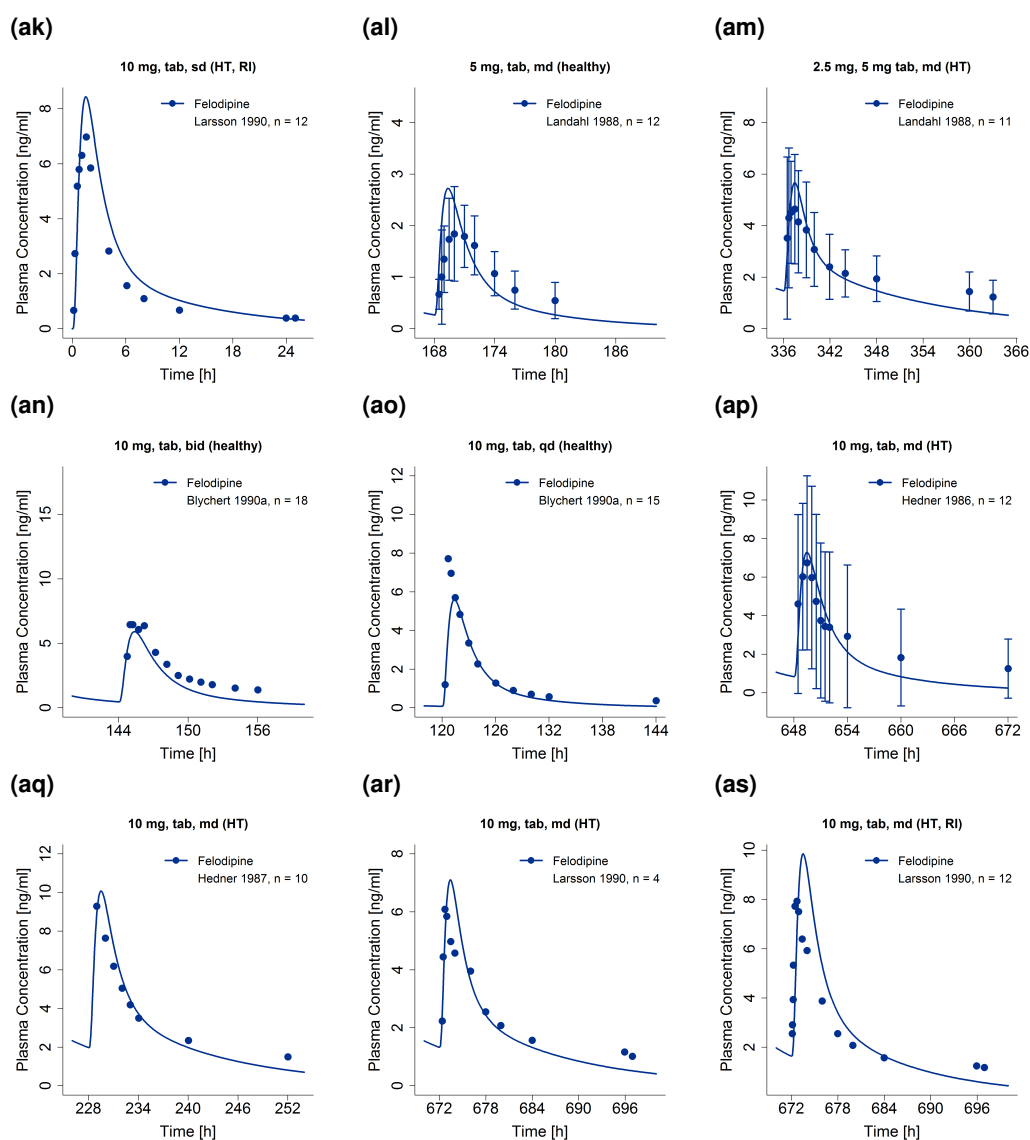 (ak)
10 mg, tab, sd (HT, RI)
Felodipine
Larsson 1990, n = 12
Plasma Concentration [ng/ml]
8
6
4
2
0
0 6 12 18 24
Time [h]
(al)
5 mg, tab, md (healthy)
Felodipine
Landahl 1988, n = 12
Plasma Concentration [ng/ml]
4
3
2
1
0
168 174 180 186
Time [h]
(am)
2.5 mg, 5 mg tab, md (HT)
Felodipine
Landahl 1988, n = 11
Plasma Concentration [ng/ml]
8
6
4
2
0
336 342 348 354 360 366
Time [h]
(an)
10 mg, tab, bid (healthy)
Felodipine
Blychert 1990a, n = 18
Plasma Concentration [ng/ml]
15
10
5
0
144 150 156
Time [h]
(ao)
10 mg, tab, qd (healthy)
Felodipine
Blychert 1990a, n = 15
Plasma Concentration [ng/ml]
12
10
8
6
4
2
0
120 126 132 138 144
Time [h]
(ap)
10 mg, tab, md (HT)
Felodipine
Hedner 1986, n = 12
Plasma Concentration [ng/ml]
10
8
6
4
2
0
648 654 660 666 672
Time [h]
(aq)
10 mg, tab, md (HT)
Felodipine
Hedner 1987, n = 10
Plasma Concentration [ng/ml]
12
10
8
6
4
2
0
228 234 240 246 252
Time [h]
(ar)
10 mg, tab, md (HT)
Felodipine
Larsson 1990, n = 4
Plasma Concentration [ng/ml]
8
6
4
2
0
672 678 684 690 696
Time [h]
(as)
10 mg, tab, md (HT, RI)
Felodipine
Larsson 1990, n = 12
Plasma Concentration [ng/ml]
10
8
6
4
2
672 678 684 690 696
Time [h]